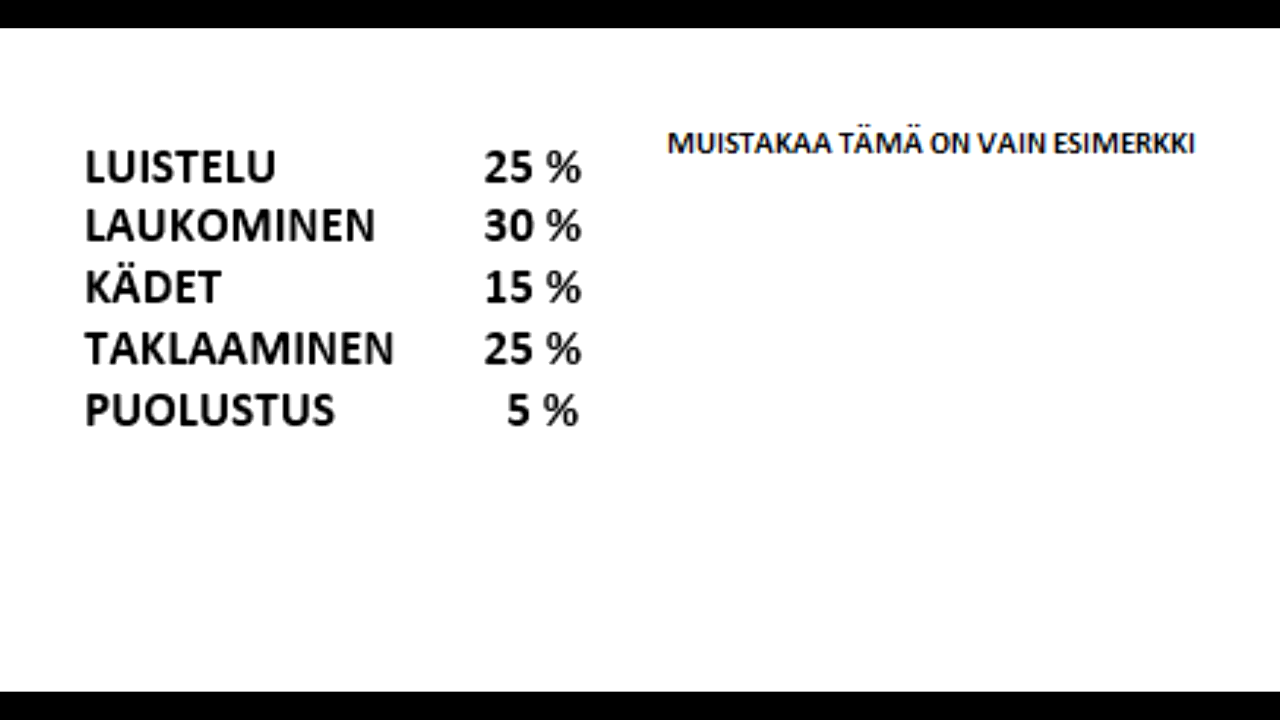 MUISTAKAA TÄMÄ ON VAIN ESIMERKKI
LUISTELU 25 %
LAUKOMINEN 30 %
KÄDET 15 %
TAKLAAMINEN 25 %
PUOLUSTUS 5 %